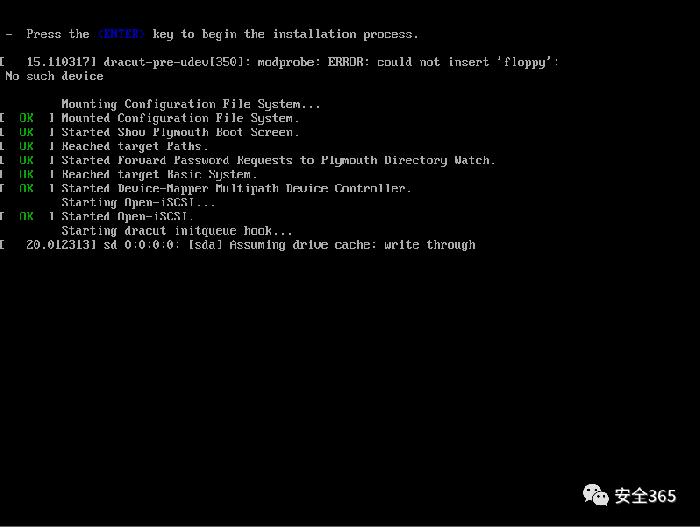 - Press the <ENTER> key to begin the installation process.
[   15.110317] dracut-pre-udev[350]: modprobe: ERROR: could not insert 'floppy':
No such device
Mounting Configuration File System...
[  OK  ] Mounted Configuration File System.
[  OK  ] Started Show Plymouth Boot Screen.
[  OK  ] Reached target Paths.
[  OK  ] Started Forward Password Requests to Plymouth Directory Watch.
[  OK  ] Reached target Basic System.
[  OK  ] Started Device-Mapper Multipath Device Controller.
Starting Open-iSCSI...
[  OK  ] Started Open-iSCSI.
Starting dracut initqueue hook...
[   20.012313] sd 0:0:0:0: [sda] Assuming drive cache: write through
安全365